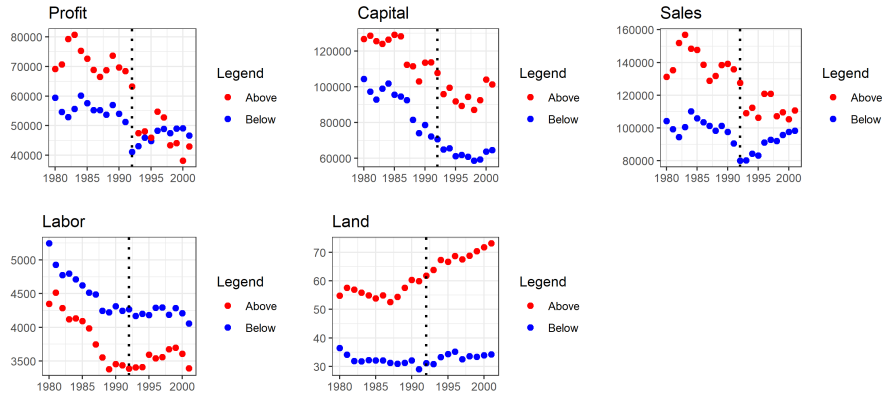 Profit
80000
70000
60000
50000
40000
1980 1985 1990 1995 2000
Legend
Above
Below
Capital
120000
100000
80000
60000
1980 1985 1990 1995 2000
Legend
Above
Below
Sales
160000
140000
120000
100000
80000
1980 1985 1990 1995 2000
Legend
Above
Below
Labor
5000
4500
4000
3500
1980 1985 1990 1995 2000
Legend
Above
Below
Land
70
60
50
40
30
1980 1985 1990 1995 2000
Legend
Above
Below